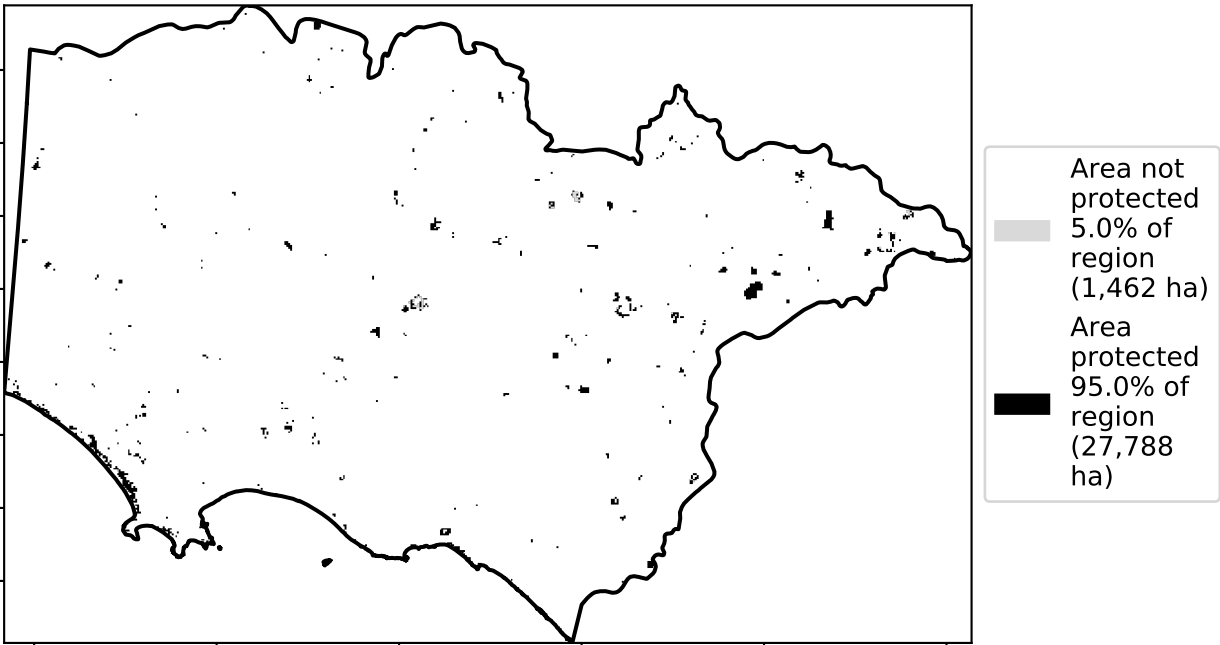 Area not
protected
5.0% of
region
(1,462 ha)
Area
protected
95.0% of
region
(27,788
ha)